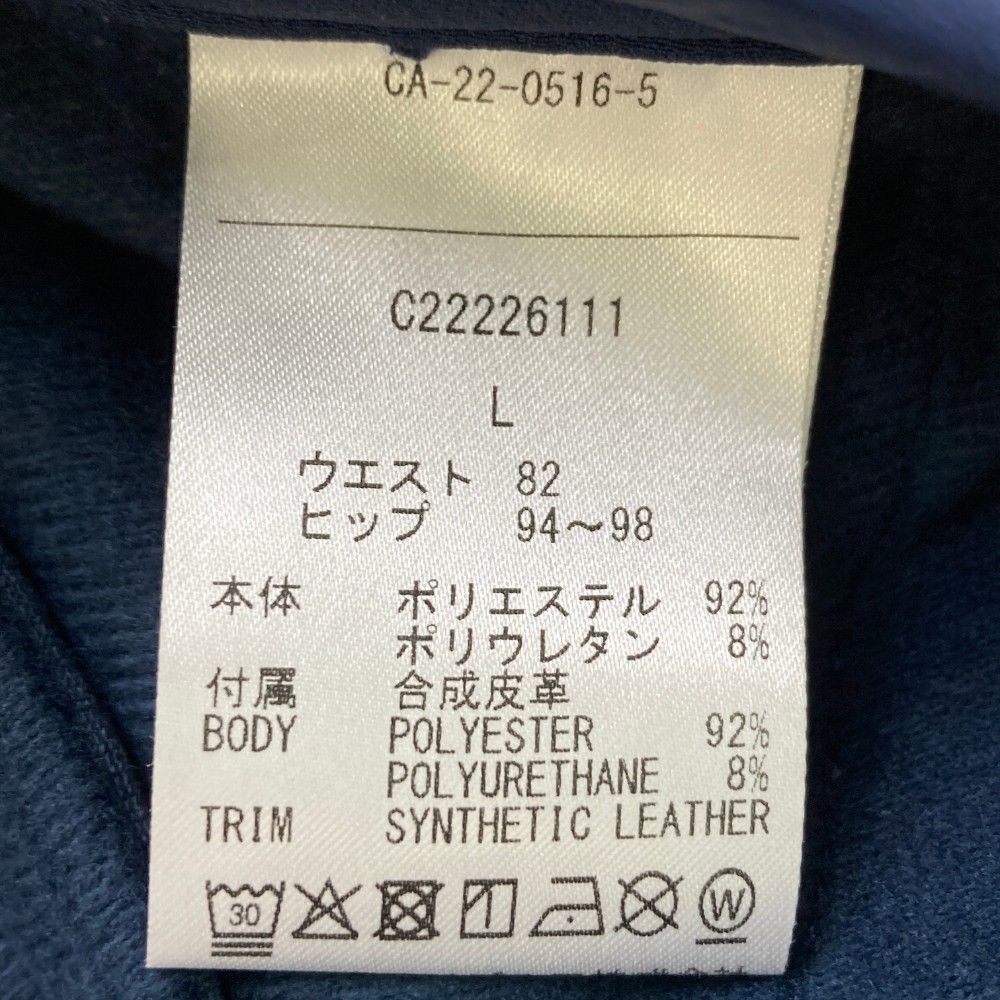 CA-22-0516-5
C22226111
L
ウエスト 82
ヒップ 94～98
本体 ポリエステル 92%
ポリウレタン 8%
付属 合成皮革
BODY POLYESTER 92%
POLYURETHANE 8%
TRIM SYNTHETIC LEATHER
30 W